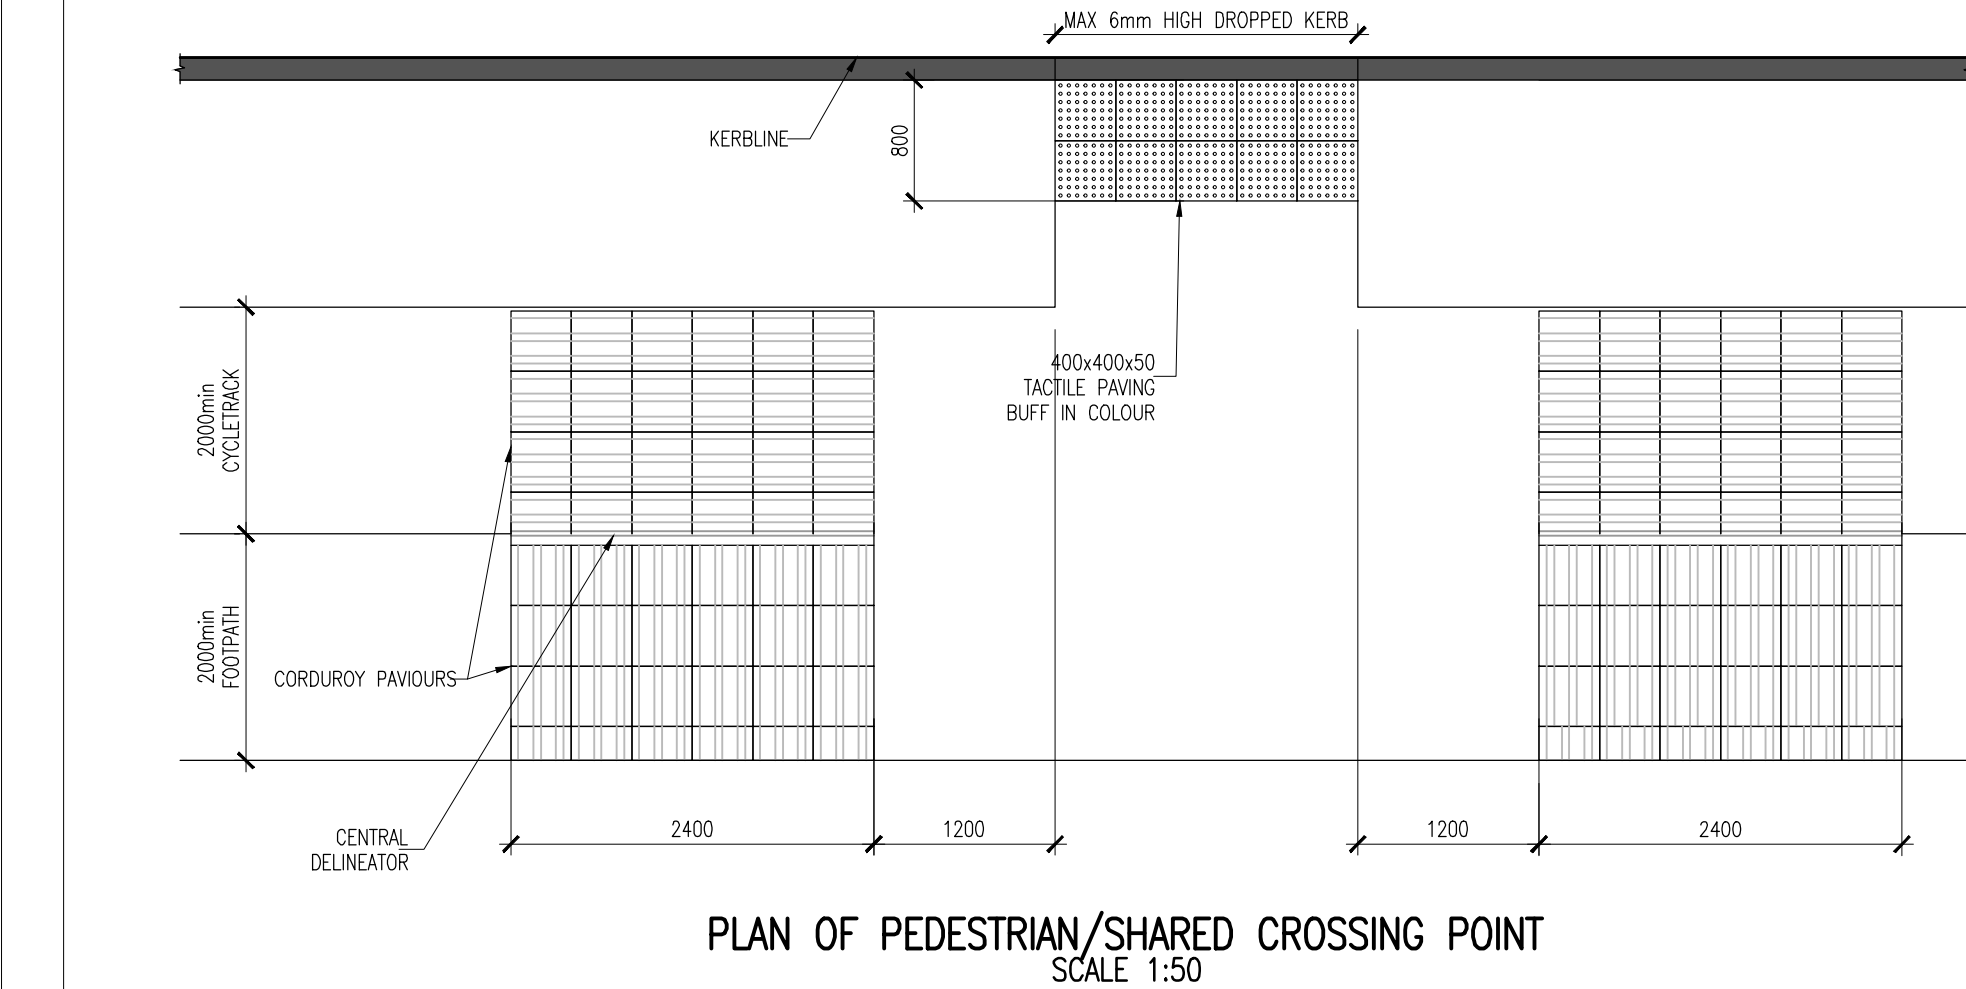 MAX 6mm HIGH DROPPED KERB
KERBLINE
800
400x400x50
TACTILE PAVING
BUFF IN COLOUR
2000min
CYCLETRACK
2000min
FOOTPATH
CORDUROY PAVIOURS
CENTRAL
DELINEATOR
2400
1200
1200
2400
PLAN OF PEDESTRIAN/SHARED CROSSING POINT
SCALE 1:50